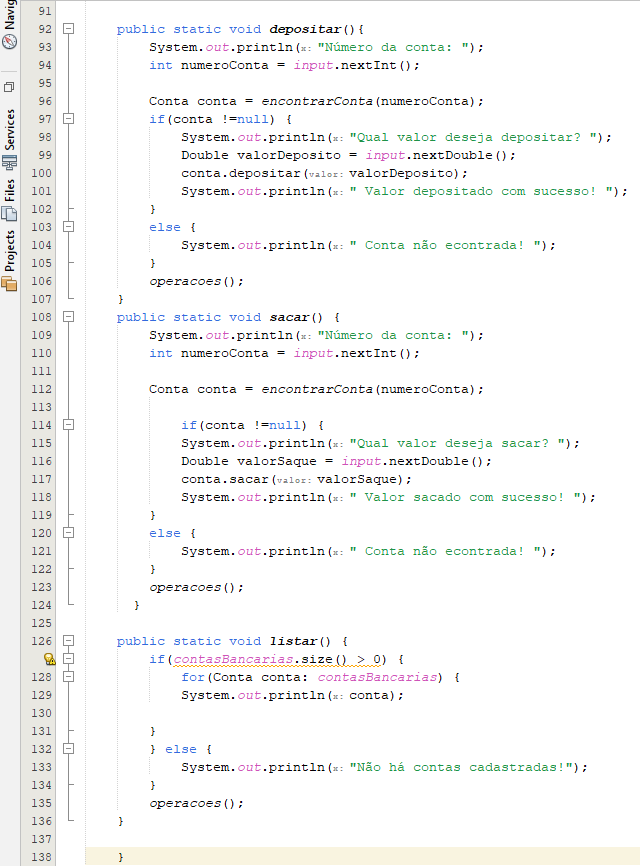 Navig
Services
Files
Projects
91
92 public static void depositar(){
93 System.out.println(x: "Número da conta: ");
94 int numeroConta = input.nextInt();
95
96 Conta conta = encontrarConta(numeroConta);
97 if(conta !=null) {
98 System.out.println(x: "Qual valor deseja depositar? ");
99 Double valorDeposito = input.nextDouble();
100 conta.depositar(valor: valorDeposito);
101 System.out.println(x: " Valor depositado com sucesso! ");
102 }
103 else {
104 System.out.println(x: " Conta não econtrada! ");
105 }
106 operacoes();
107 }
108 public static void sacar() {
109 System.out.println(x: "Número da conta: ");
110 int numeroConta = input.nextInt();
111
112 Conta conta = encontrarConta(numeroConta);
113
114 if(conta !=null) {
115 System.out.println(x: "Qual valor deseja sacar? ");
116 Double valorSaque = input.nextDouble();
117 conta.sacar(valor: valorSaque);
118 System.out.println(x: " Valor sacado com sucesso! ");
119 }
120 else {
121 System.out.println(x: " Conta não econtrada! ");
122 }
123 operacoes();
124 }
125
126 public static void listar() {
if(contasBancarias.size() > 0) {
128 for(Conta conta: contasBancarias) {
129 System.out.println(x: conta);
130
131 }
132 } else {
133 System.out.println(x: "Não há contas cadastradas!");
134 }
135 operacoes();
136 }
137
138 }